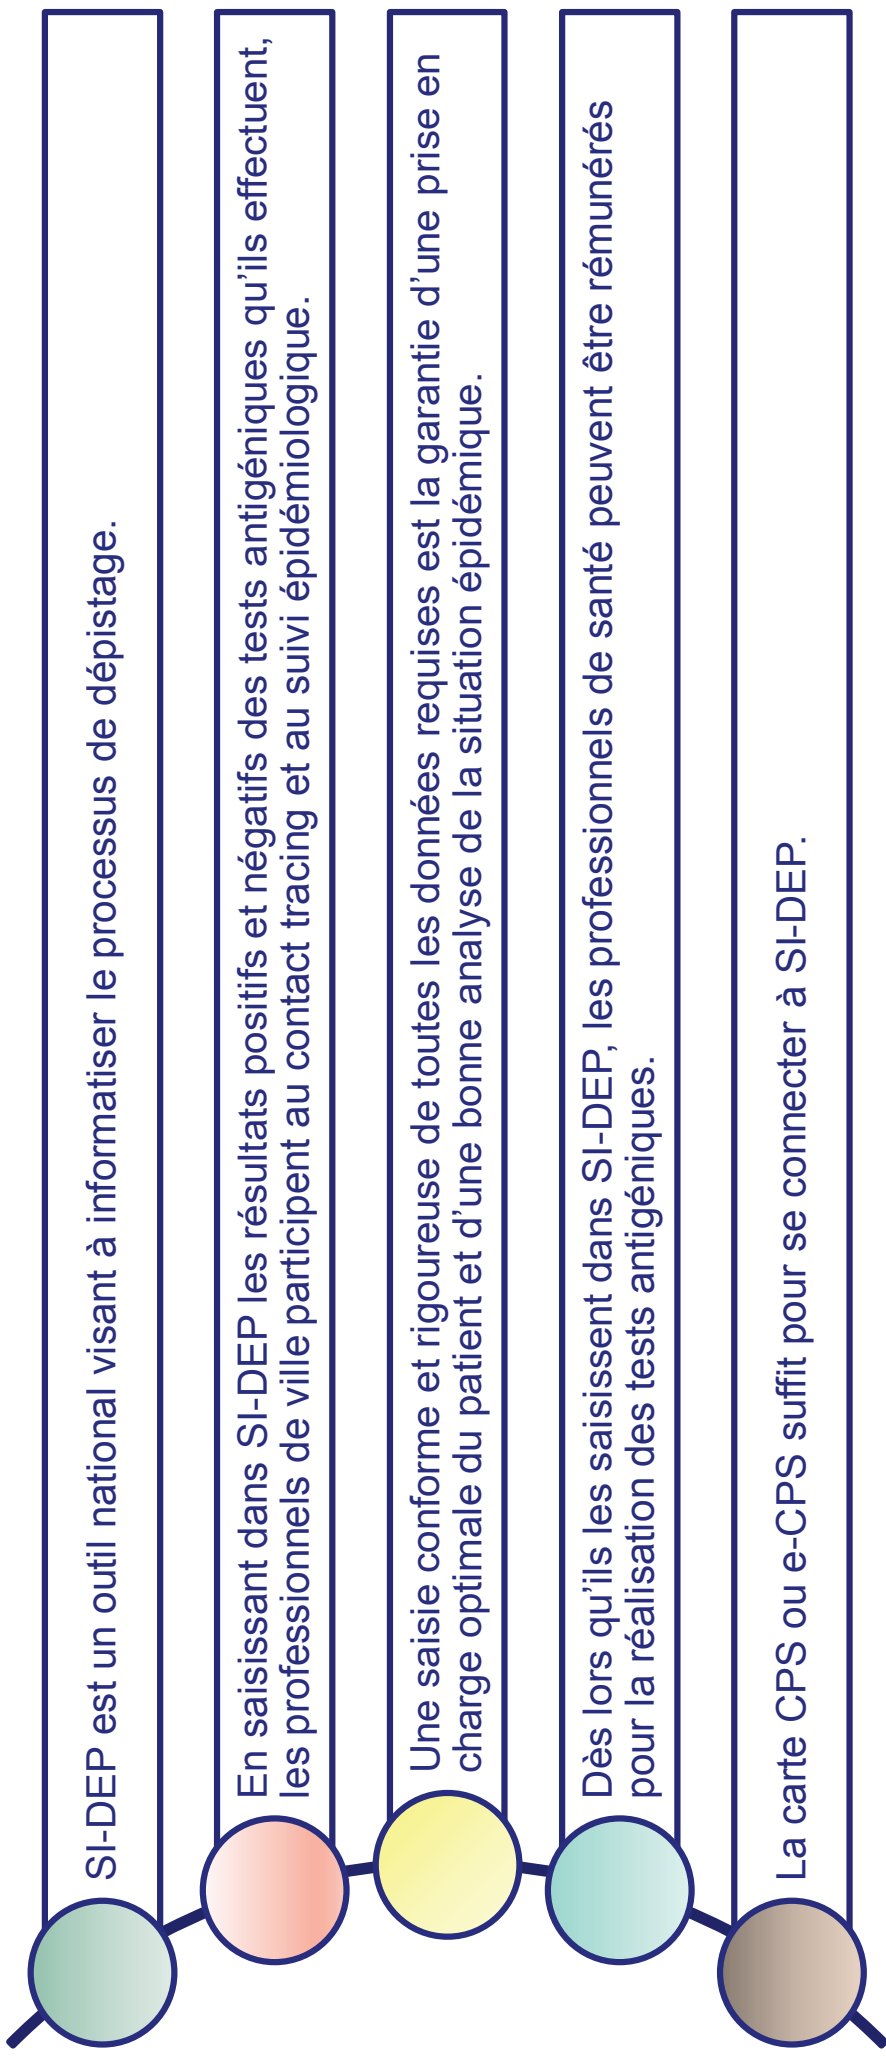 SI-DEP est un outil national visant à informatiser le processus de dépistage.
En saisissant dans SI-DEP les résultats positifs et négatifs des tests antigéniques qu’ils effectuent,
les professionnels de ville participent au contact tracing et au suivi épidémiologique.
Une saisie conforme et rigoureuse de toutes les données requises est la garantie d’une prise en
charge optimale du patient et d’une bonne analyse de la situation épidémique.
Dès lors qu’ils les saisissent dans SI-DEP, les professionnels de santé peuvent être rémunérés
pour la réalisation des tests antigéniques.
La carte CPS ou e-CPS suffit pour se connecter à SI-DEP.